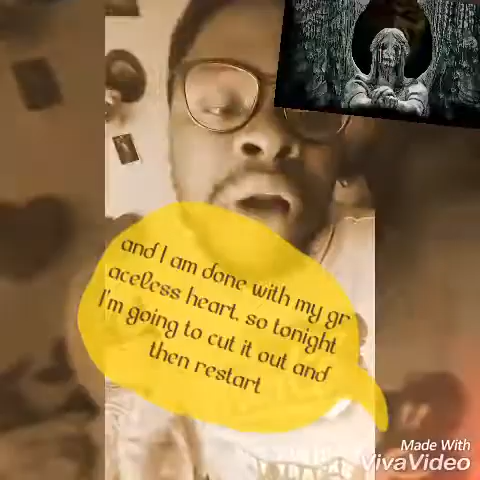 and I am done with my gr
aceless heart, so tonight
I'm going to cut it out and
then restart
Made With
VivaVideo